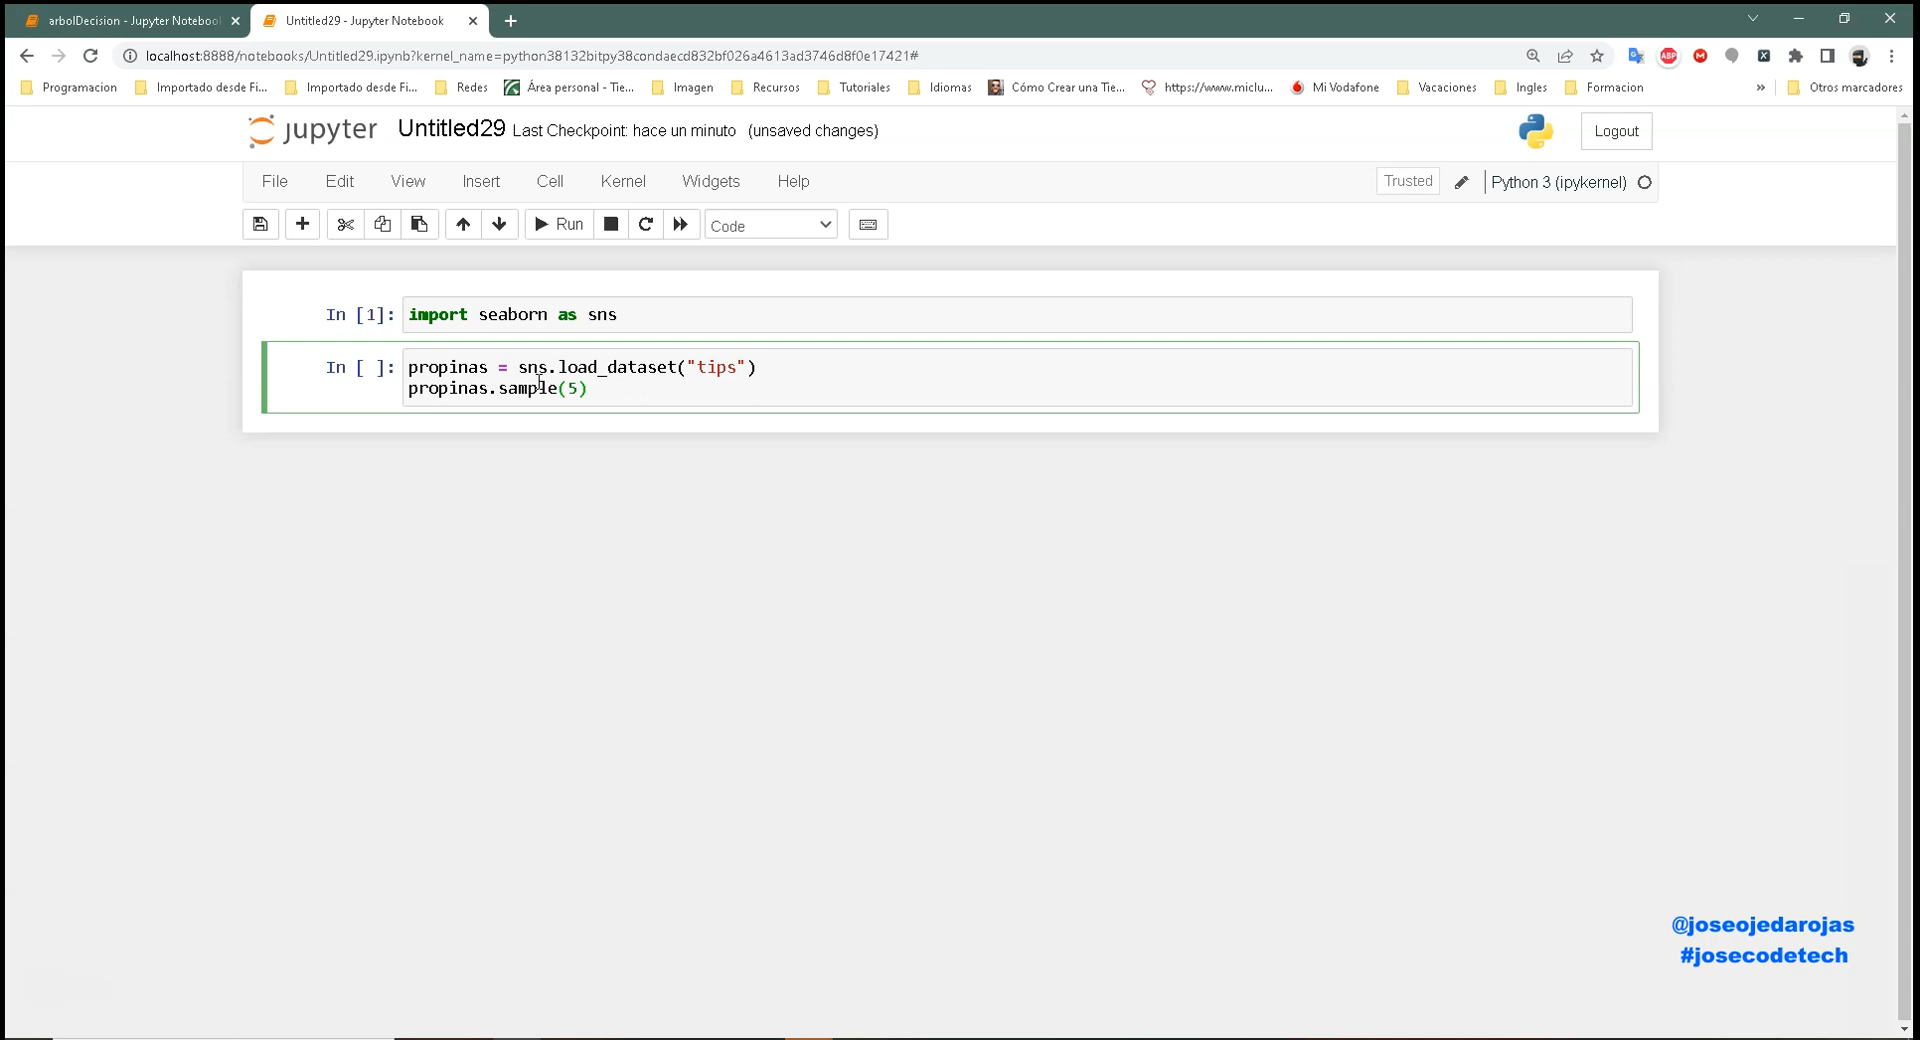 arbolDecision - Jupyter Notebook
Untitled29 - Jupyter Notebook
localhost:8888/notebooks/Untitled29.ipynb?kernel_name=python38132bitpy38condaecd832bf026a4613ad3746d8f0e17421#
Programacion Importado desde Fi... Importado desde Fi... Redes Área personal - Tie... Imagen Recursos Tutoriales Idiomas Cómo Crear una Tie... https://www.miclu... Mi Vodafone Vacaciones Ingles Formacion » Otros marcadores
jupyter Untitled29 Last Checkpoint: hace un minuto (unsaved changes) Logout
File Edit View Insert Cell Kernel Widgets Help Trusted Python 3 (ipykernel)
Run Code
In [1]: import seaborn as sns
In [ ]: propinas = sns.load_dataset("tips")
propinas.sample(5)
@joseojedarojas
#josecodetech